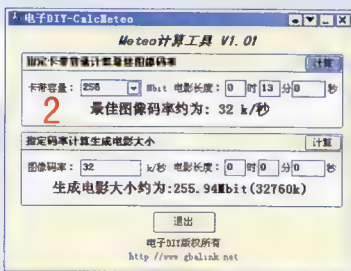 电子DIY-CalcMeteo
Meteo计算工具 V1.01
指定卡带容量计算最佳图像码率 计算
卡带容量: 256 Mbit 电影长度: 0 时 13 分 0 秒
2
最佳图像码率约为: 32 k/秒
指定码率计算生成电影大小 计算
图像码率: 32 k/秒 电影长度: 0 时 0 分 0 秒
生成电影大小约为:255.94Mbit(32760k)
退出
电子DIY版权所有
http://www.gbalink.net